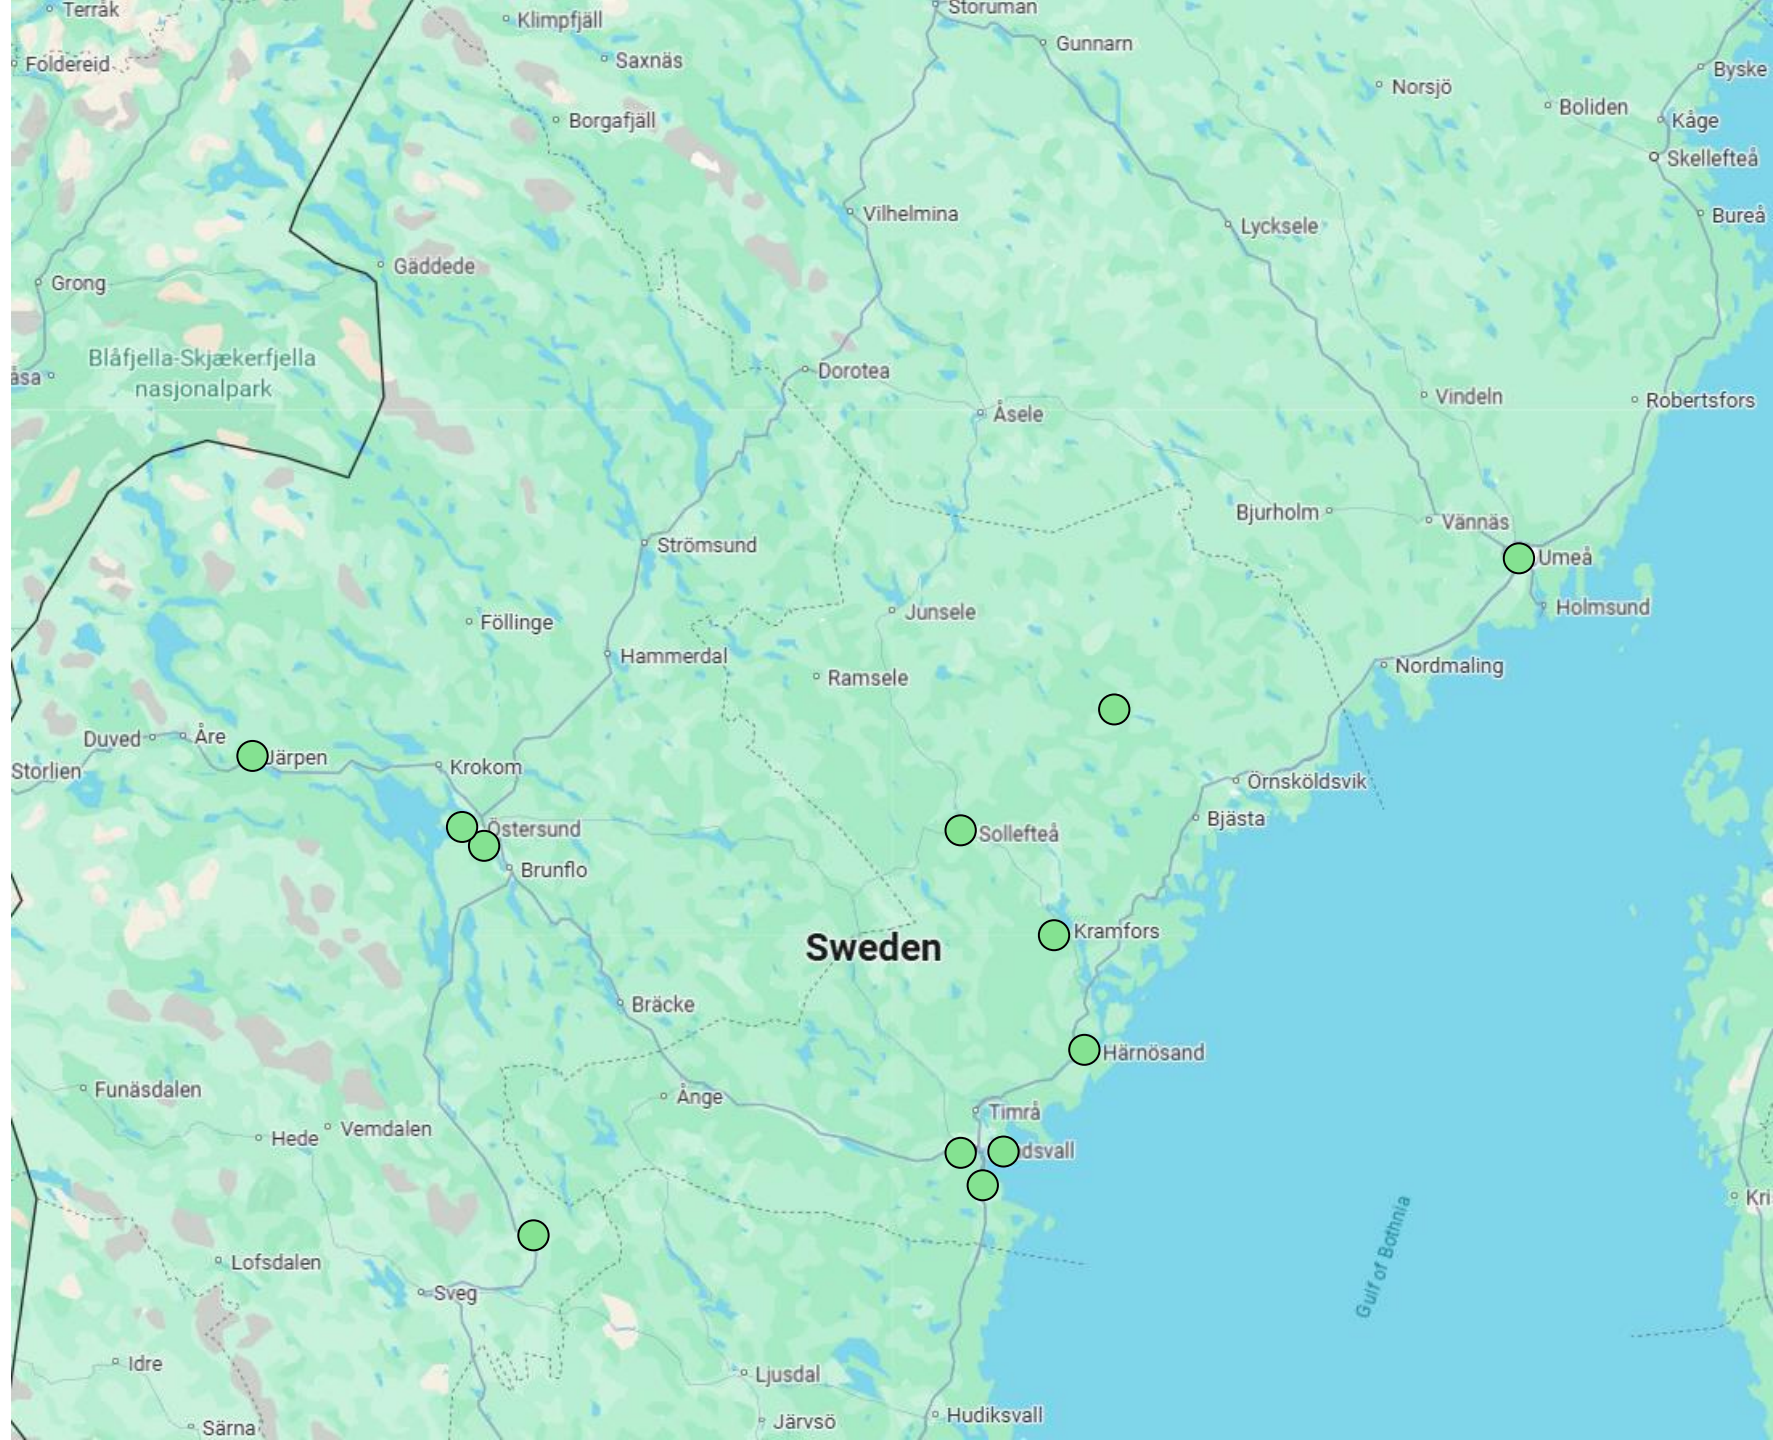 Terråk
Klimpfjäll
Storuman
Gunnarn
Foldereid
Saxnäs
Byske
Norsjö
Boliden
Borgafjäll
Kåge
Skellefteå
Vilhelmina
Lycksele
Bureå
Gäddede
Grong
Blåfjella-Skjækerfjella
nasjonalpark
Dorotea
åsa
Vindeln
Robertsfors
Åsele
Bjurholm
Vännäs
Strömsund
Umeå
Holmsund
Junsele
Föllinge
Hammerdal
Nordmaling
Ramsele
Duved
Åre
Järpen
Storlien
Krokom
Örnsköldsvik
Bjästa
Östersund
Sollefteå
Brunflo
Kramfors
Sweden
Bräcke
Härnösand
Funäsdalen
Ånge
Timrå
Vemdalen
Hede
dsvall
Kri
Gulf of Bothnia
Lofsdalen
Sveg
Idre
Ljusdal
Hudiksvall
Järvsö
Särna